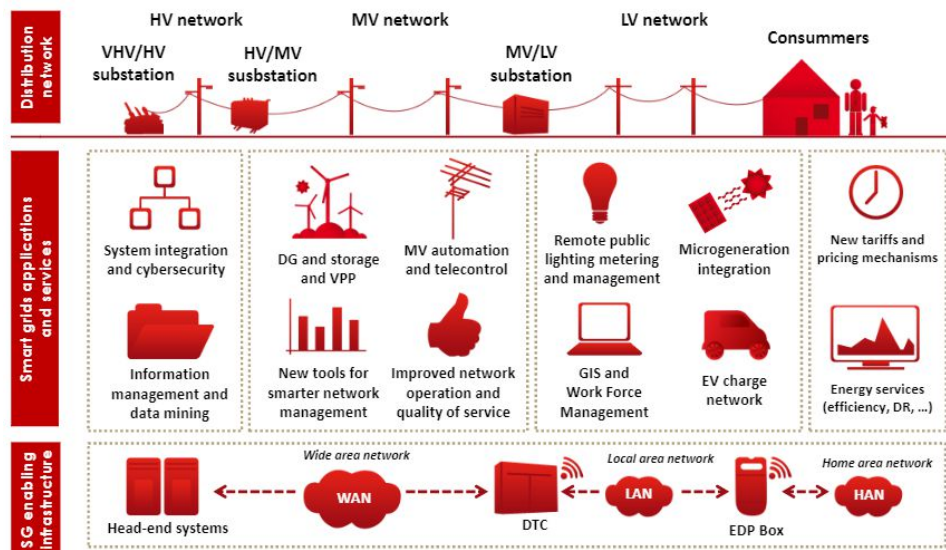 Distribution
network
HV network
MV network
LV network
VHV/HV
substation
HV/MV
susbstation
MV/LV
substation
Consummers
Smart grids applications
and services
System integration
and cybersecurity
DG and storage
and VPP
MV automation
and telecontrol
Remote public
lighting metering
and management
Microgeneration
integration
New tariffs and
pricing mechanisms
Information
management and
data mining
New tools for
smarter network
management
Improved network
operation and
quality of service
GIS and
Work Force
Management
EV charge
network
Energy services
(efficiency, DR, ...)
SG enabling
infrastructure
Head-end systems
Wide area network
WAN
DTC
Local area network
LAN
EDP Box
Home area network
HAN